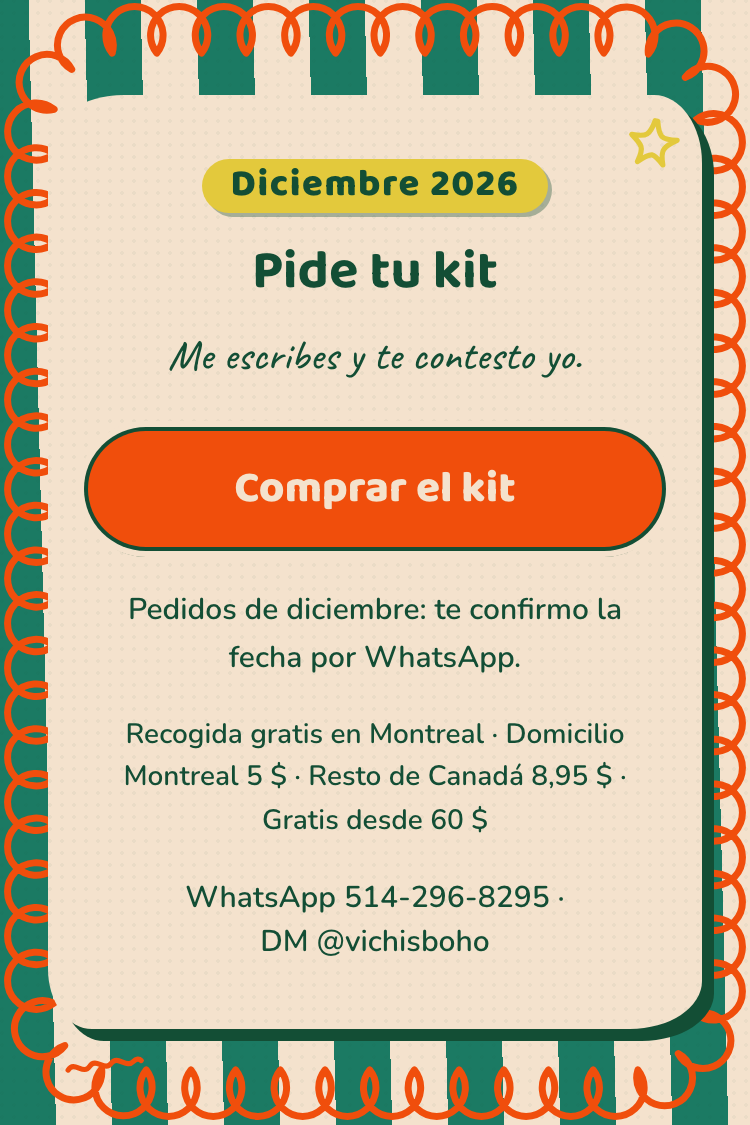 Diciembre 2026
Pide tu kit
Me escribes y te contesto yo.
Comprar el kit
Pedidos de diciembre: te confirmo la
fecha por WhatsApp.
Recogida gratis en Montreal · Domicilio
Montreal 5 $ · Resto de Canadá 8,95 $ ·
Gratis desde 60 $
WhatsApp 514-296-8295 ·
DM @vichisboho